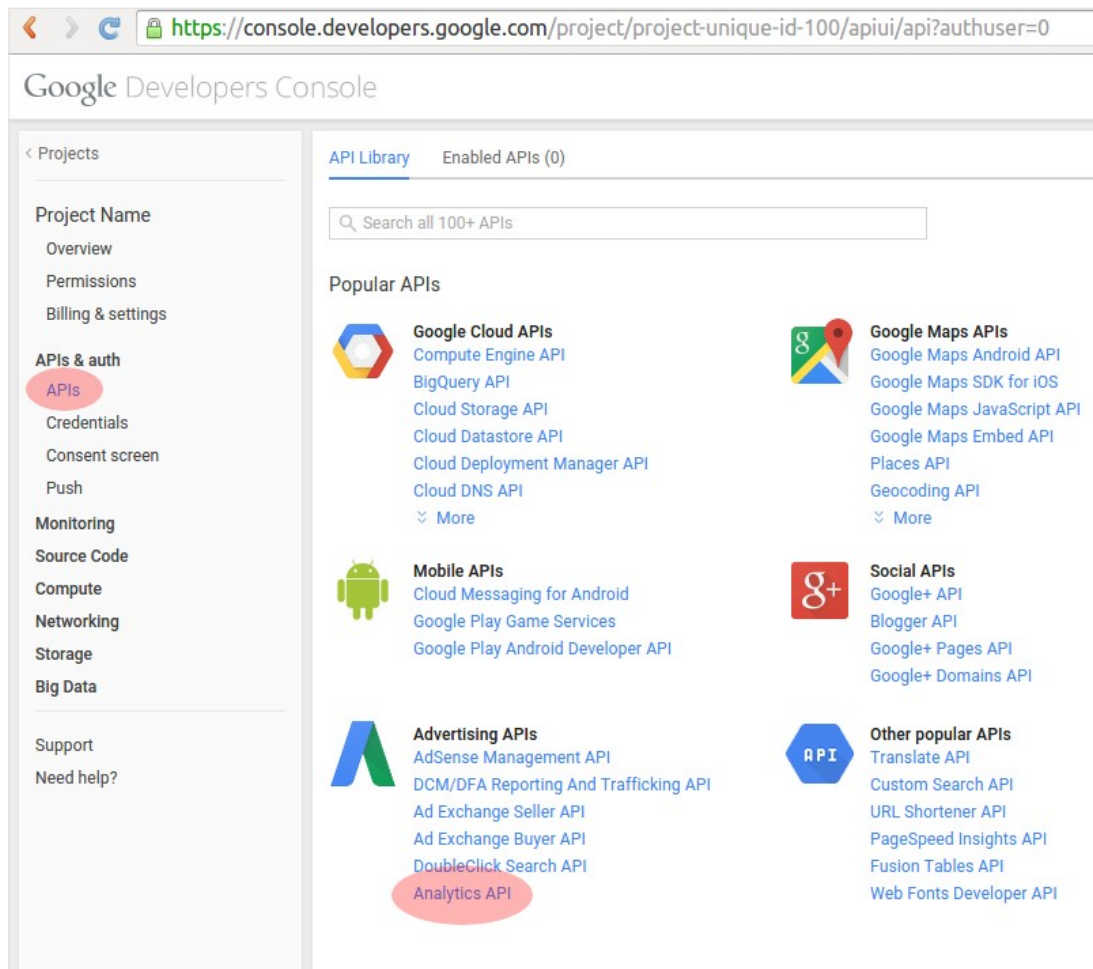 https://console.developers.google.com/project/project-unique-id-100/apiui/api?authuser=0
Google Developers Console
< Projects
Project Name
Overview
Permissions
Billing & settings
APIs & auth
APIs
Credentials
Consent screen
Push
Monitoring
Source Code
Compute
Networking
Storage
Big Data
Support
Need help?
API Library Enabled APIs (0)
Search all 100+ APIs
Popular APIs
Google Cloud APIs
Compute Engine API
BigQuery API
Cloud Storage API
Cloud Datastore API
Cloud Deployment Manager API
Cloud DNS API
More
g
Google Maps APIs
Google Maps Android API
Google Maps SDK for iOS
Google Maps JavaScript API
Google Maps Embed API
Places API
Geocoding API
More
Mobile APIs
Cloud Messaging for Android
Google Play Game Services
Google Play Android Developer API
g+
Social APIs
Google+ API
Blogger API
Google+ Pages API
Google+ Domains API
Advertising APIs
AdSense Management API
DCM/DFA Reporting And Trafficking API
Ad Exchange Seller API
Ad Exchange Buyer API
DoubleClick Search API
Analytics API
API
Other popular APIs
Translate API
Custom Search API
URL Shortener API
PageSpeed Insights API
Fusion Tables API
Web Fonts Developer API